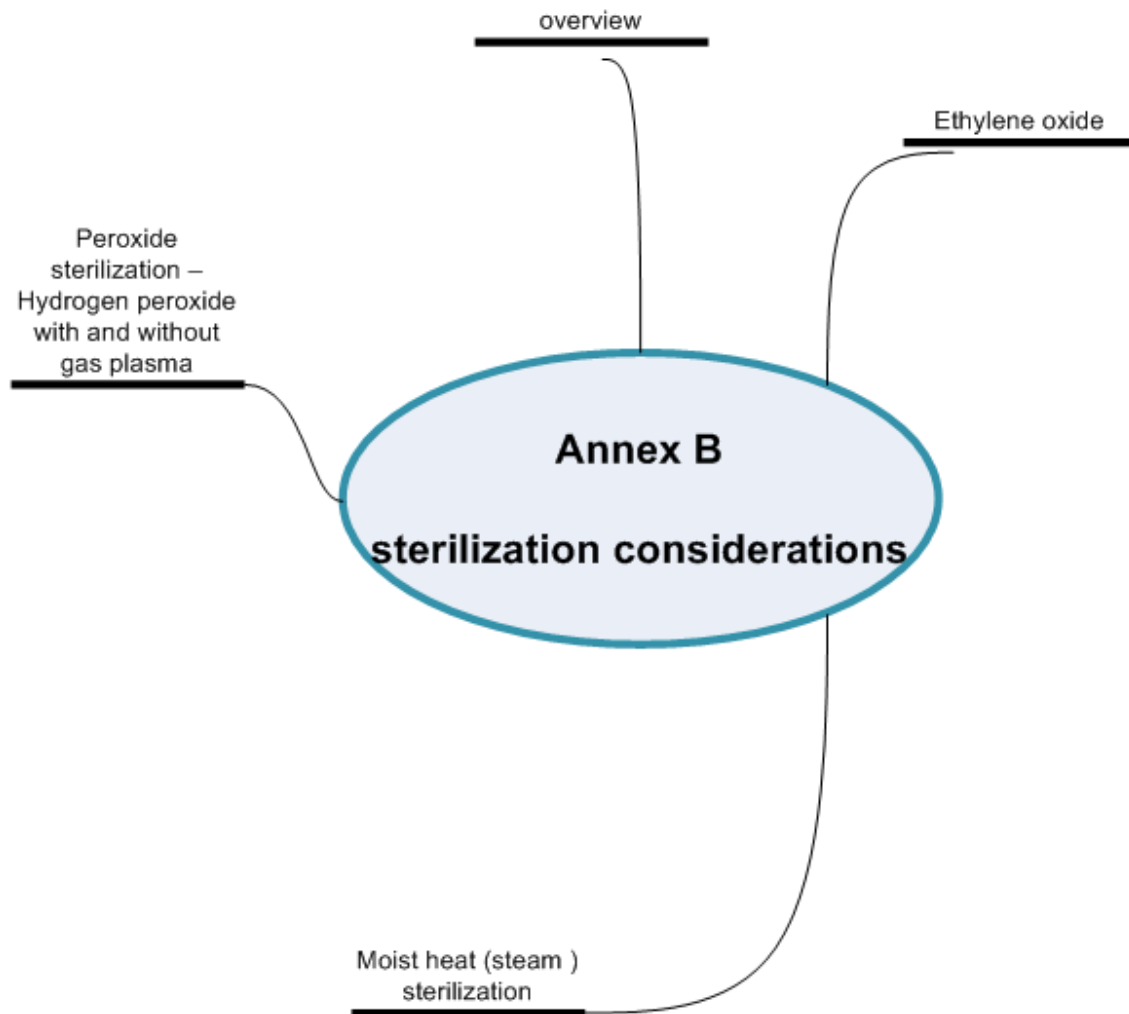 overview
Ethylene oxide
Peroxide
sterilization –
Hydrogen peroxide
with and without
gas plasma
Annex B
sterilization considerations
Moist heat (steam )
sterilization